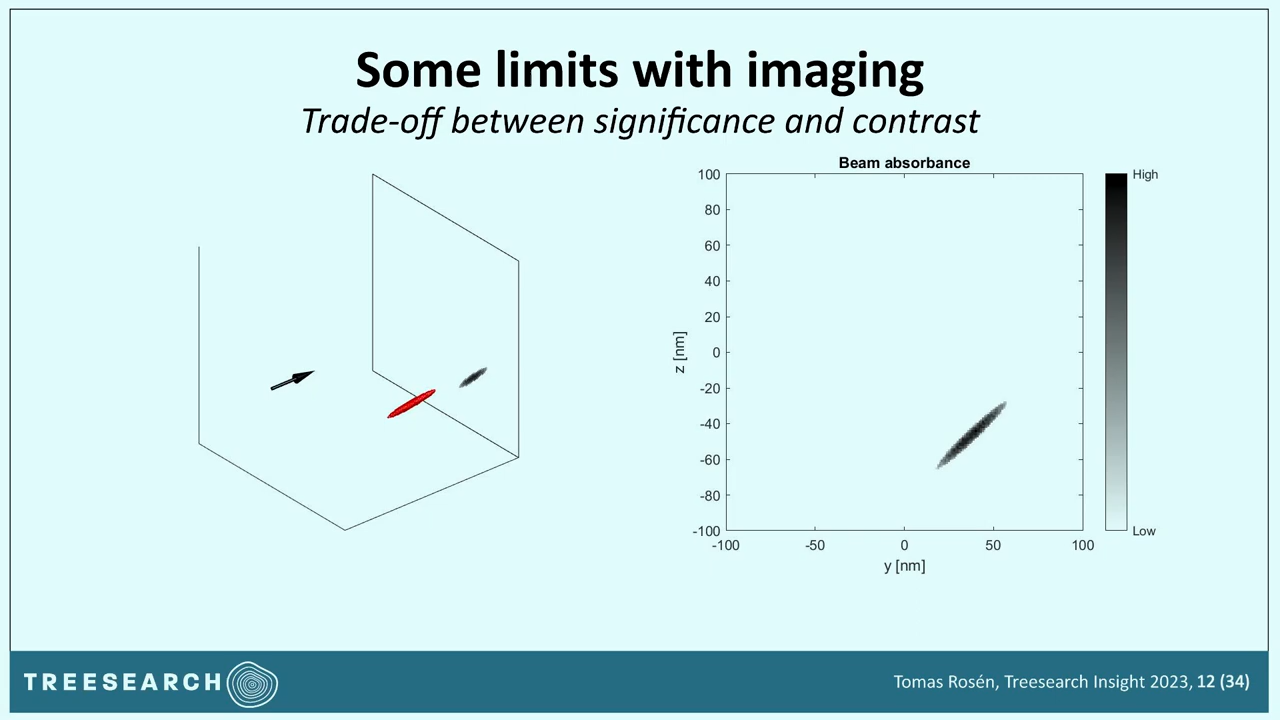 Some limits with imaging
Trade-off between significance and contrast
Beam absorbance
100
80
60
40
20
0
-20
-40
-60
-80
-100
-100
-50
0
50
100
z [nm]
y [nm]
High
Low
TREESEARCH
Tomas Rosén, Treesearch Insight 2023, 12 (34)